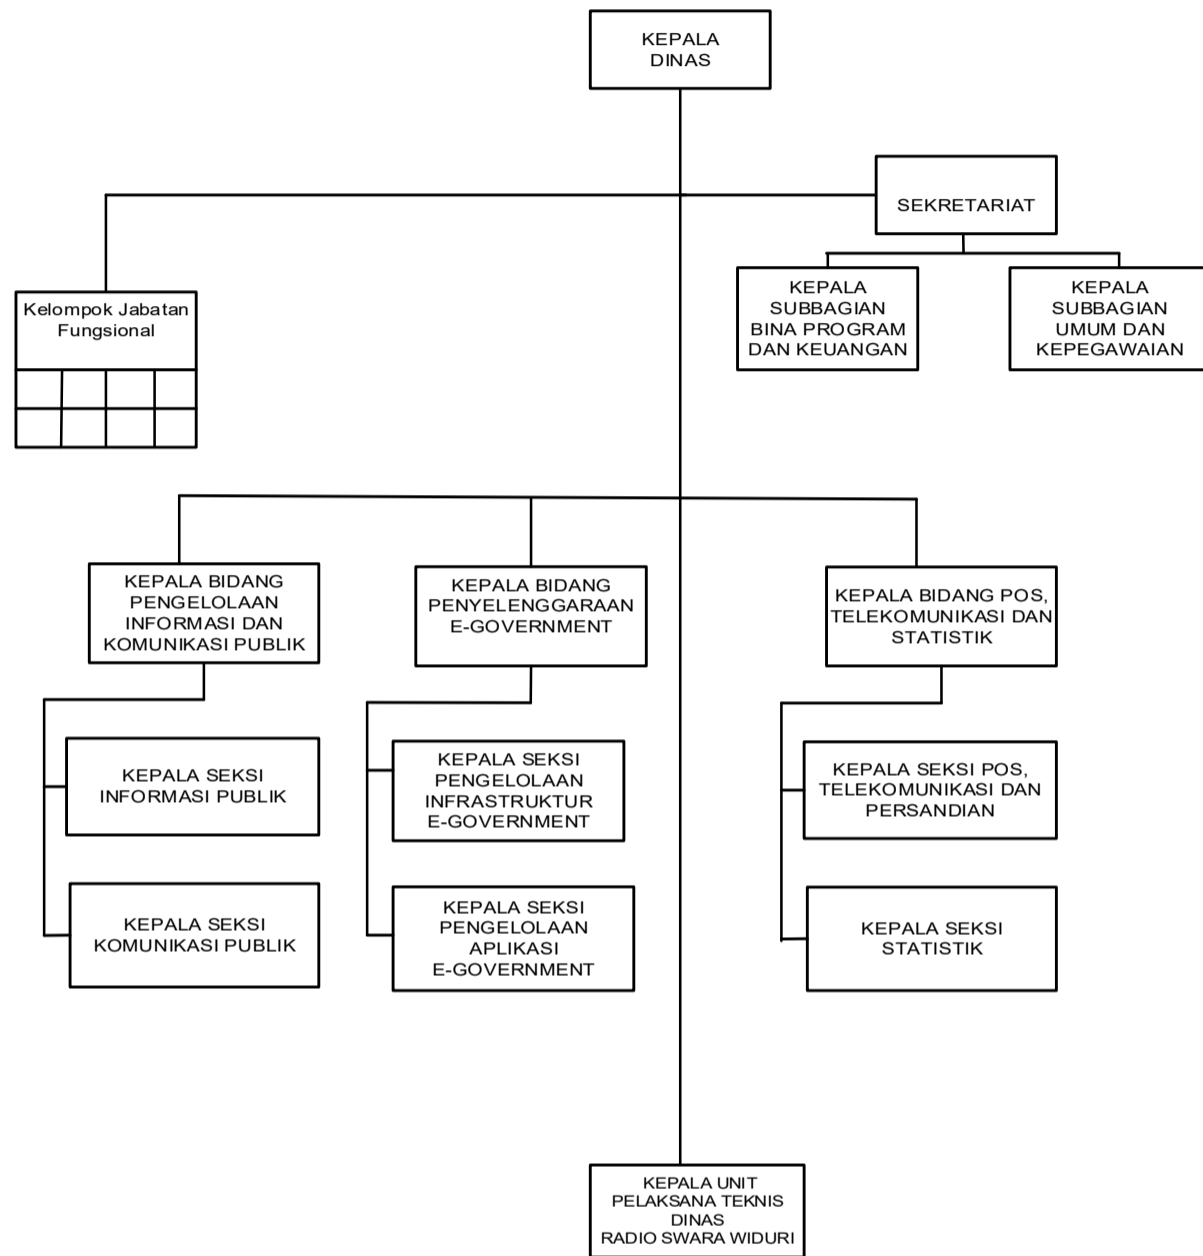 KEPALA
DINAS
SEKRETARIAT
KEPALA
SUBBAGIAN
BINA PROGRAM
DAN KEUANGAN
KEPALA
SUBBAGIAN
UMUM DAN
KEPEGAWAIAN
Kelompok Jabatan
Fungsional
KEPALA BIDANG
PENGELOLAAN
INFORMASI DAN
KOMUNIKASI PUBLIK
KEPALA BIDANG
PENYELENGGARAAN
E-GOVERNMENT
KEPALA BIDANG POS,
TELEKOMUNIKASI DAN
STATISTIK
KEPALA SEKSI
INFORMASI PUBLIK
KEPALA SEKSI
PENGELOLAAN
INFRASTRUKTUR
E-GOVERNMENT
KEPALA SEKSI POS,
TELEKOMUNIKASI DAN
PERSANDIAN
KEPALA SEKSI
KOMUNIKASI PUBLIK
KEPALA SEKSI
PENGELOLAAN
APLIKASI
E-GOVERNMENT
KEPALA SEKSI
STATISTIK
KEPALA UNIT
PELAKSANA TEKNIS
DINAS
RADIO SWARA WIDURI